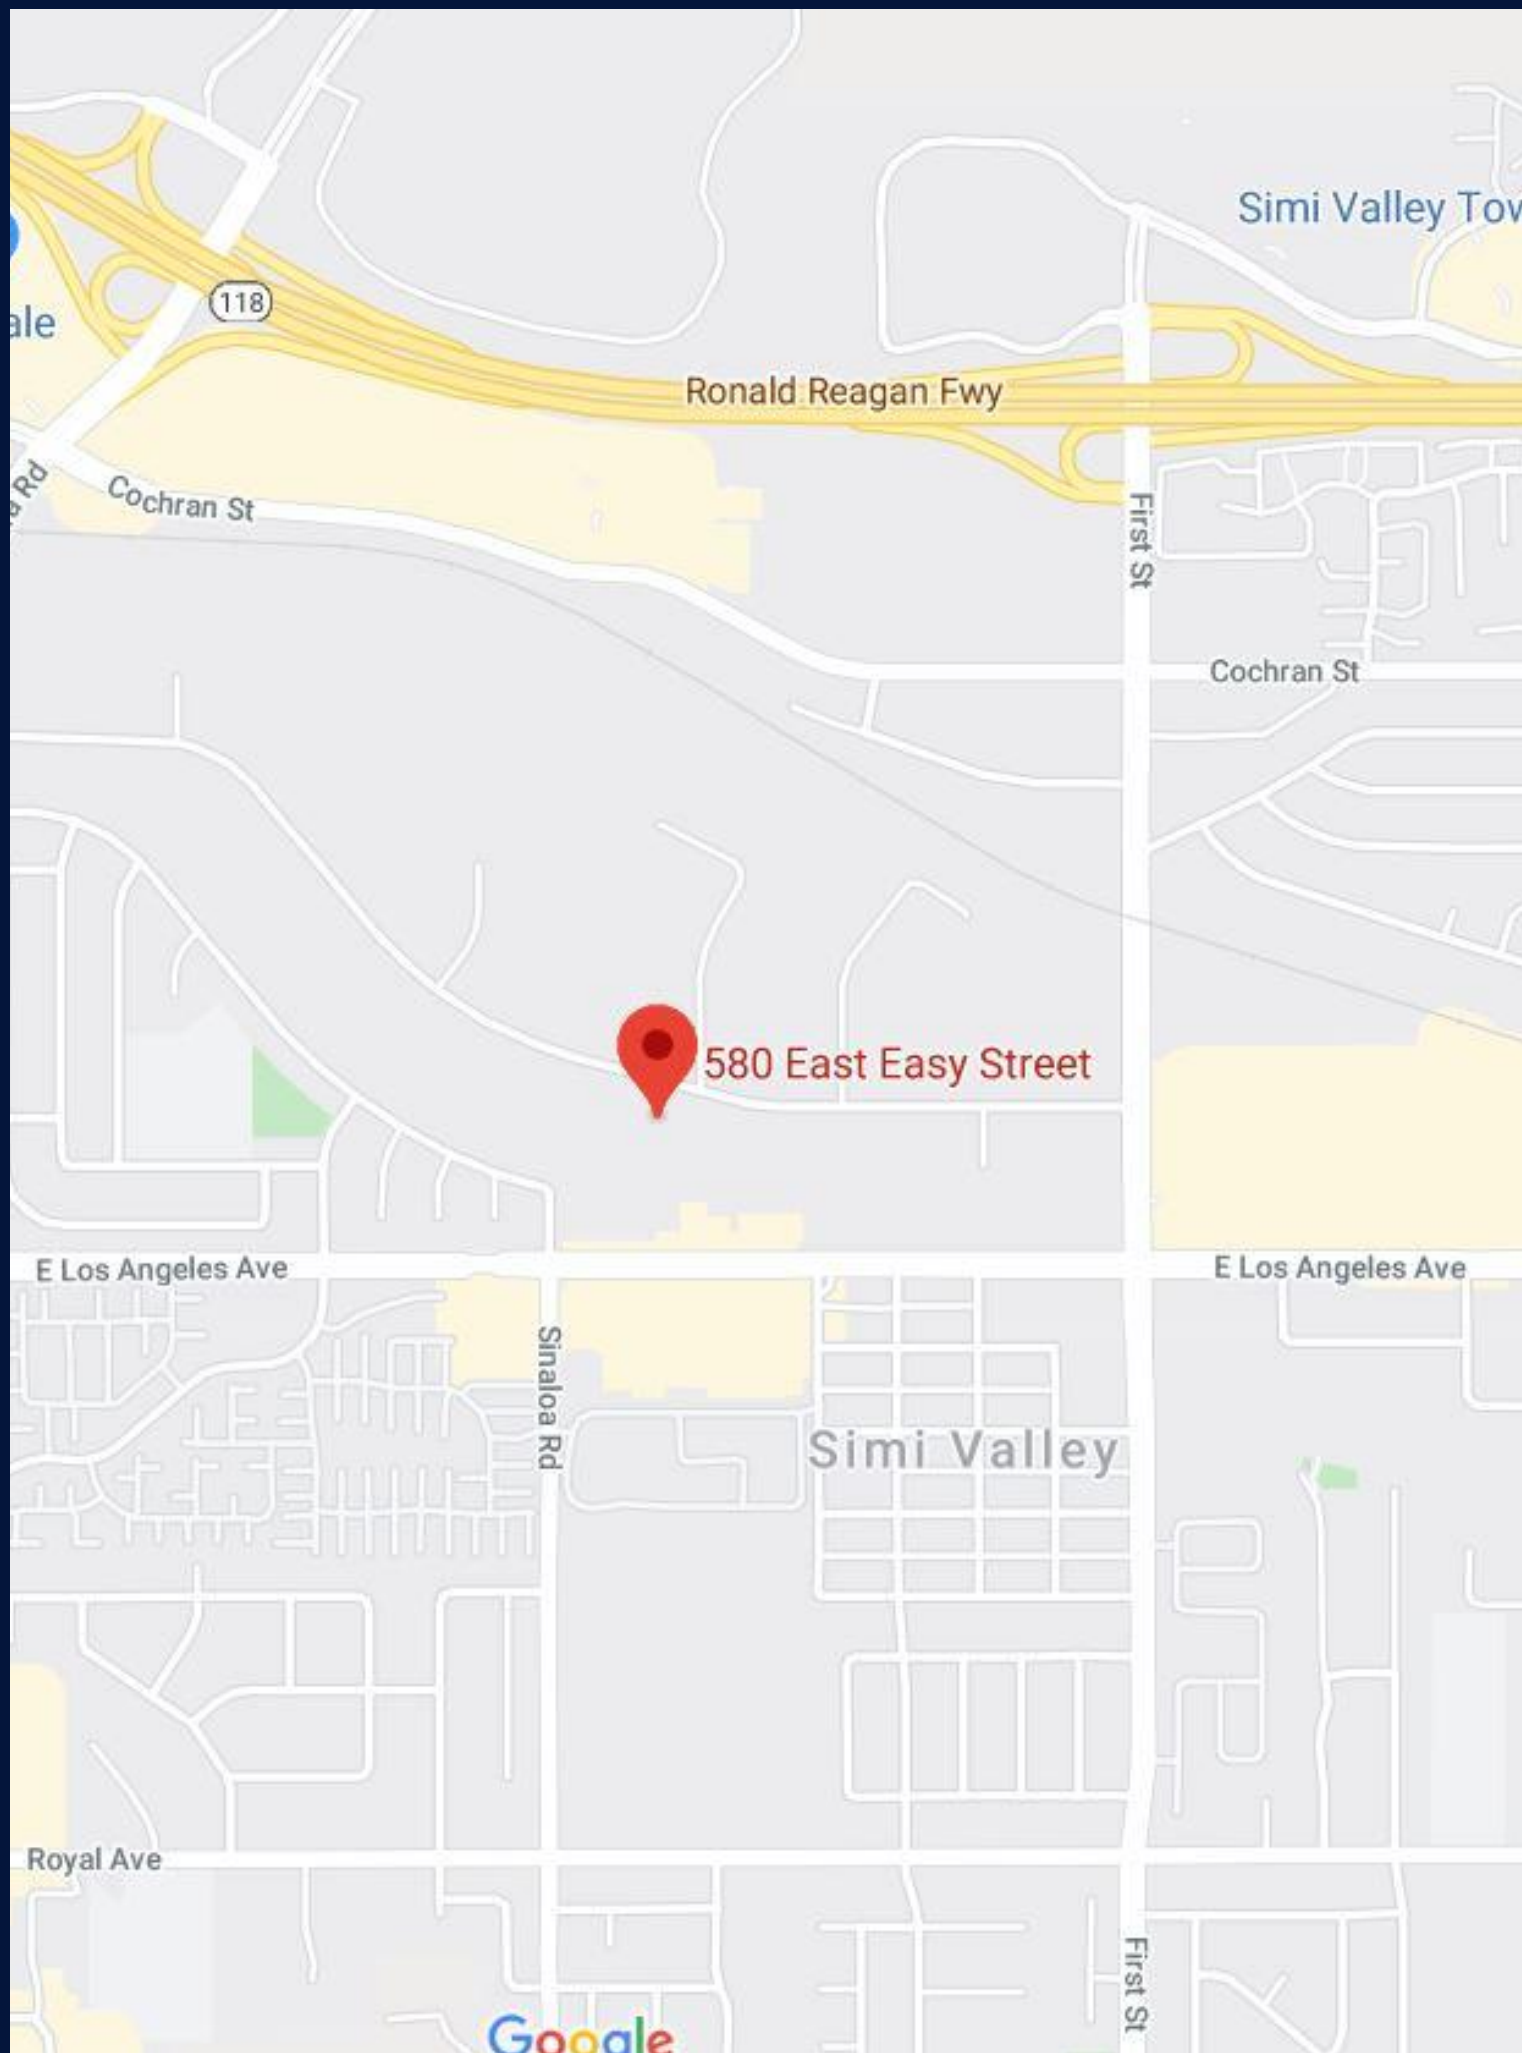 Simi Valley Tow
118
ale
Ronald Reagan Fwy
a Rd
Cochran St
First St
Cochran St
580 East Easy Street
E Los Angeles Ave
E Los Angeles Ave
Sinaloa Rd
Simi Valley
Royal Ave
First St
Google